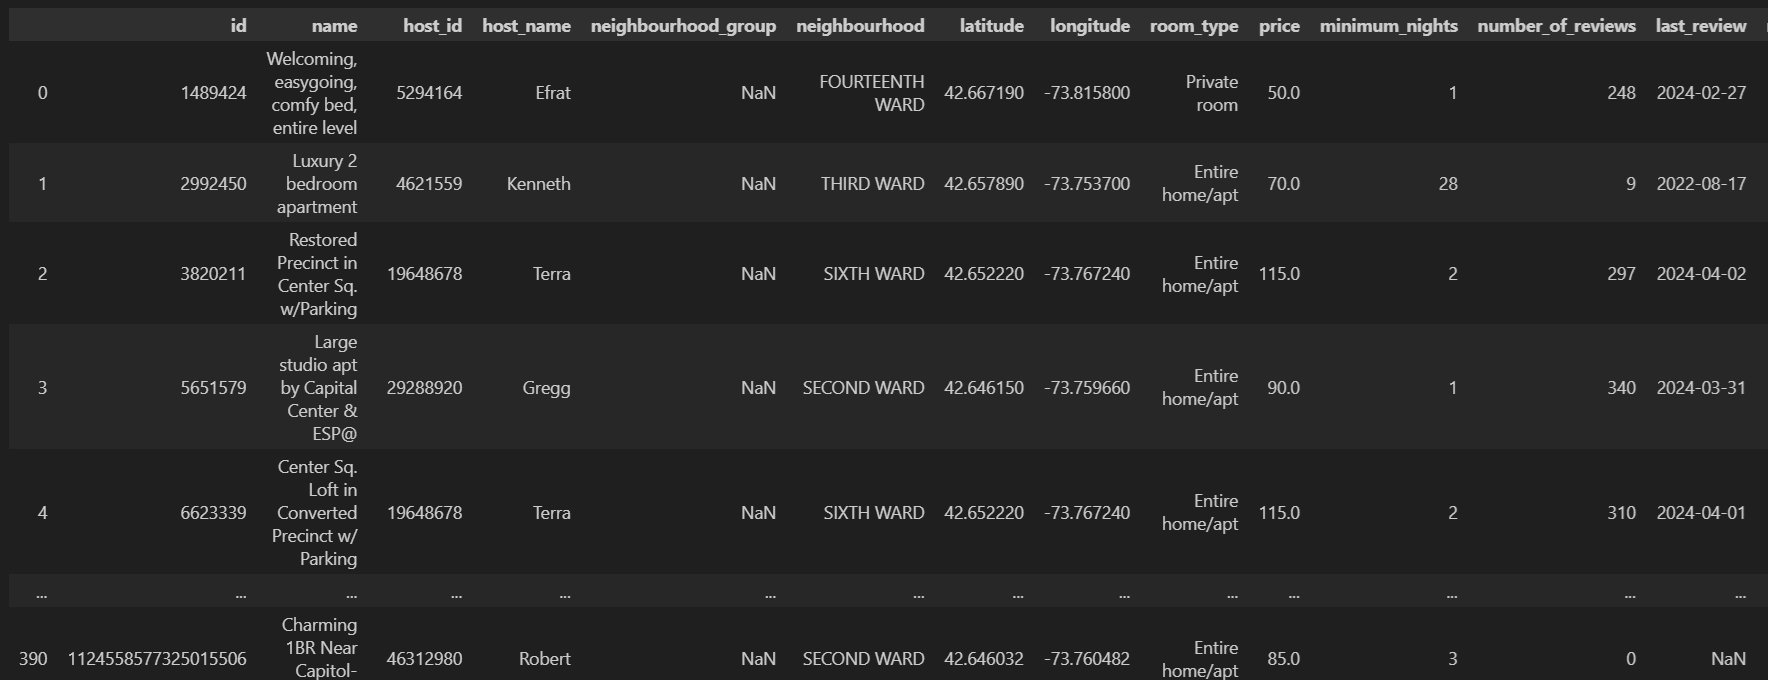 id name host_id host_name neighbourhood_group neighbourhood latitude longitude room_type price minimum_nights number_of_reviews last_review
0 1489424 Welcoming, easygoing, comfy bed, entire level 5294164 Efrat NaN FOURTEENTH WARD 42.667190 -73.815800 Private room 50.0 1 248 2024-02-27
1 2992450 Luxury 2 bedroom apartment 4621559 Kenneth NaN THIRD WARD 42.657890 -73.753700 Entire home/apt 70.0 28 9 2022-08-17
2 3820211 Restored Precinct in Center Sq. w/Parking 19648678 Terra NaN SIXTH WARD 42.652220 -73.767240 Entire home/apt 115.0 2 297 2024-04-02
3 5651579 Large studio apt by Capital Center & ESP@ 29288920 Gregg NaN SECOND WARD 42.646150 -73.759660 Entire home/apt 90.0 1 340 2024-03-31
4 6623339 Center Sq. Loft in Converted Precinct w/ Parking 19648678 Terra NaN SIXTH WARD 42.652220 -73.767240 Entire home/apt 115.0 2 310 2024-04-01
... ... ... ... ... ... ... ... ... ... ... ... ... ...
390 1124558577325015506 Charming 1BR Near Capitol- 46312980 Robert NaN SECOND WARD 42.646032 -73.760482 Entire home/apt 85.0 3 0 NaN